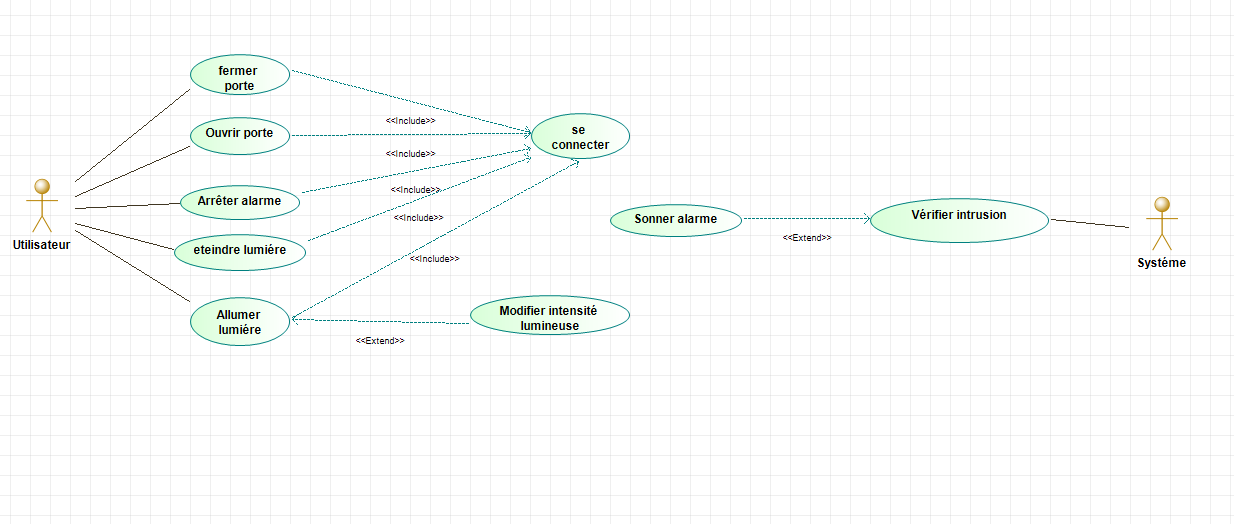 fermer
porte
<<Include>>
Ouvrir porte
se
connecter
<<Include>>
<<Include>>
Arrêter alarme
<<Include>>
Sonner alarme
Vérifier intrusion
Utilisateur
eteindre lumiére
<<Include>>
<<Extend>>
Systéme
Allumer
lumiére
Modifier intensité
lumineuse
<<Extend>>